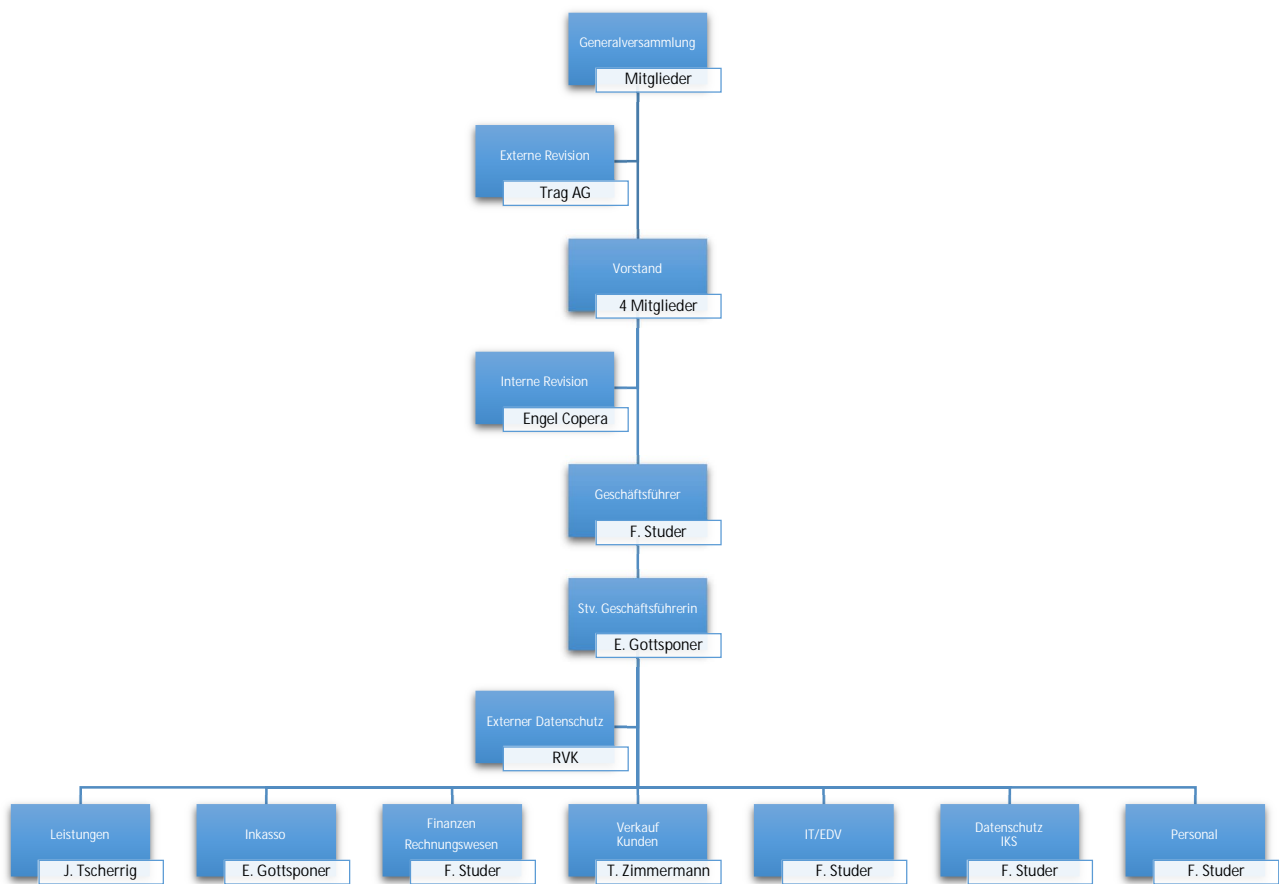 Generalversammlung
Mitglieder
Externe Revision
Trag AG
Vorstand
4 Mitglieder
Interne Revision
Engel Copera
Geschäftsführer
F. Studer
Stv. Geschäftsführerin
E. Gottsponer
Externer Datenschutz
RVK
Leistungen
J. Tscherrig
Inkasso
E. Gottsponer
Finanzen
Rechnungswesen
F. Studer
Verkauf
Kunden
T. Zimmermann
IT/EDV
F. Studer
Datenschutz
IKS
F. Studer
Personal
F. Studer